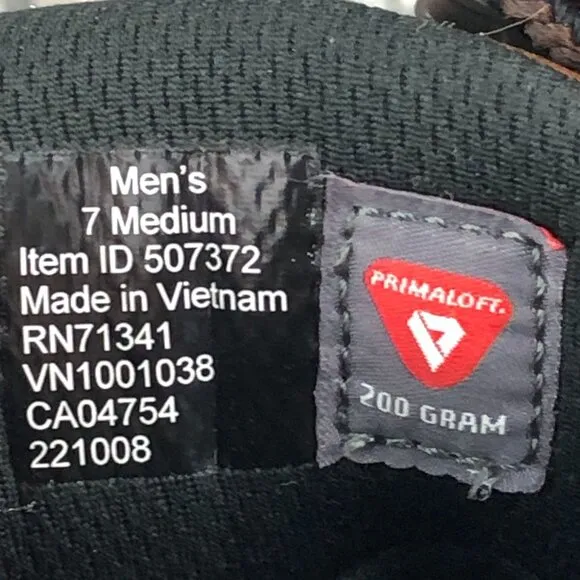 Men's
7 Medium
Item ID 507372
Made in Vietnam
RN71341
VN1001038
CA04754
221008
PRIMALOFT.
200 GRAM